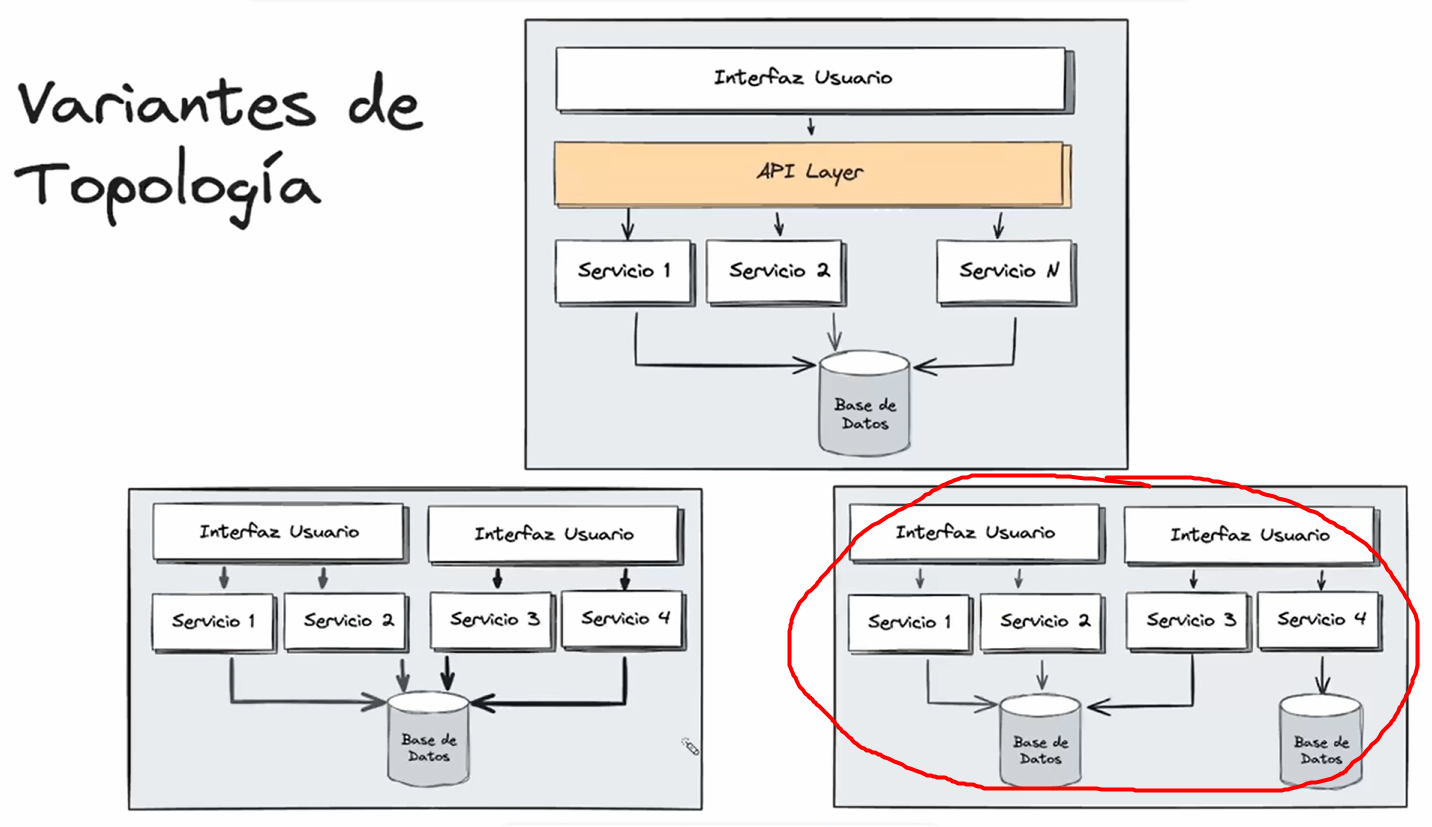 Variantes de
Topología
Interfaz Usuario
API Layer
Servicio 1
Servicio 2
Servicio N
Base de
Datos
Interfaz Usuario
Interfaz Usuario
Servicio 1
Servicio 2
Servicio 3
Servicio 4
Base de
Datos
Interfaz Usuario
Interfaz Usuario
Servicio 1
Servicio 2
Servicio 3
Servicio 4
Base de
Datos
Base de
Datos